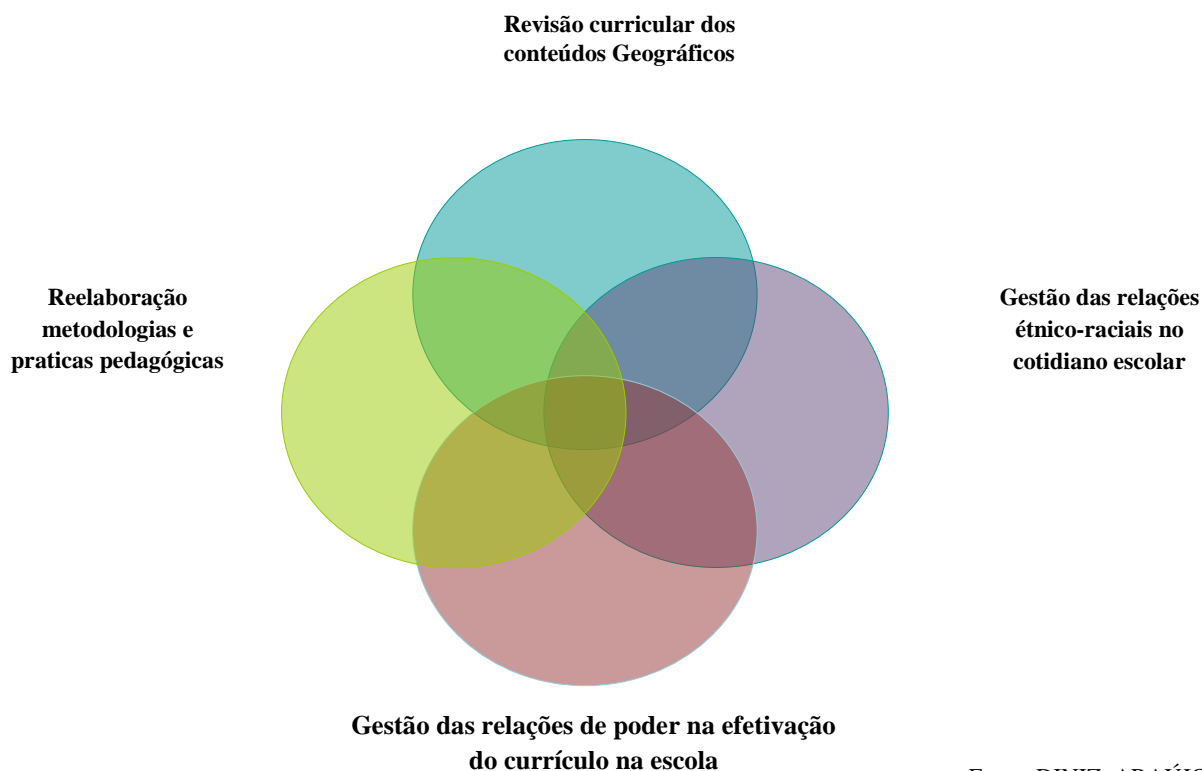 Revisão curricular dos
conteúdos Geográficos
Reelaboração
metodologias e
praticas pedagógicas
Gestão das relações
étnico-raciais no
cotidiano escolar
Gestão das relações de poder na efetivação
do currículo na escola